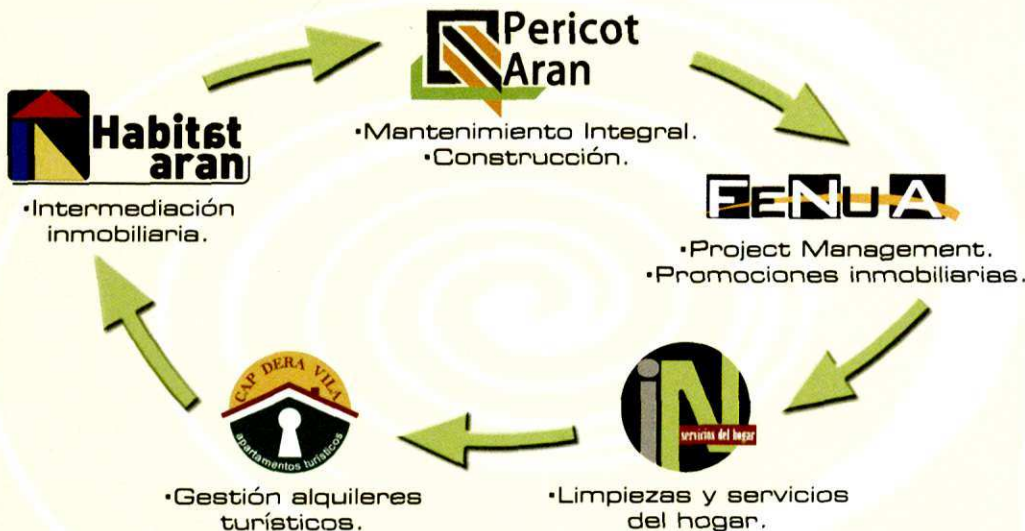 Pericot
Aran
•Mantenimiento Integral.
•Construcción.
FENUA
•Project Management.
•Promociones inmobiliarias.
iN
servicios del hogar
•Limpiezas y servicios
del hogar.
CAP DERA VILA
apartamentos turísticos
•Gestión alquileres
turísticos.
Habitat
aran
•Intermediación
inmobiliaria.